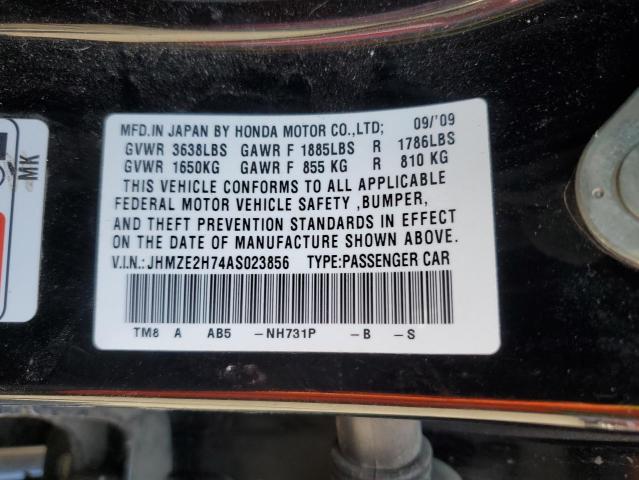 MFD.IN JAPAN BY HONDA MOTOR CO.,LTD; 09/'09
GVWR 3638LBS GAWR F 1885LBS R 1786LBS
GVWR 1650KG GAWR F 855 KG R 810 KG
THIS VEHICLE CONFORMS TO ALL APPLICABLE
FEDERAL MOTOR VEHICLE SAFETY ,BUMPER,
AND THEFT PREVENTION STANDARDS IN EFFECT
ON THE DATE OF MANUFACTURE SHOWN ABOVE.
V.I.N.:JHMZE2H74AS023856 TYPE:PASSENGER CAR
TM8 A AB5 -NH731P -B -S
MK